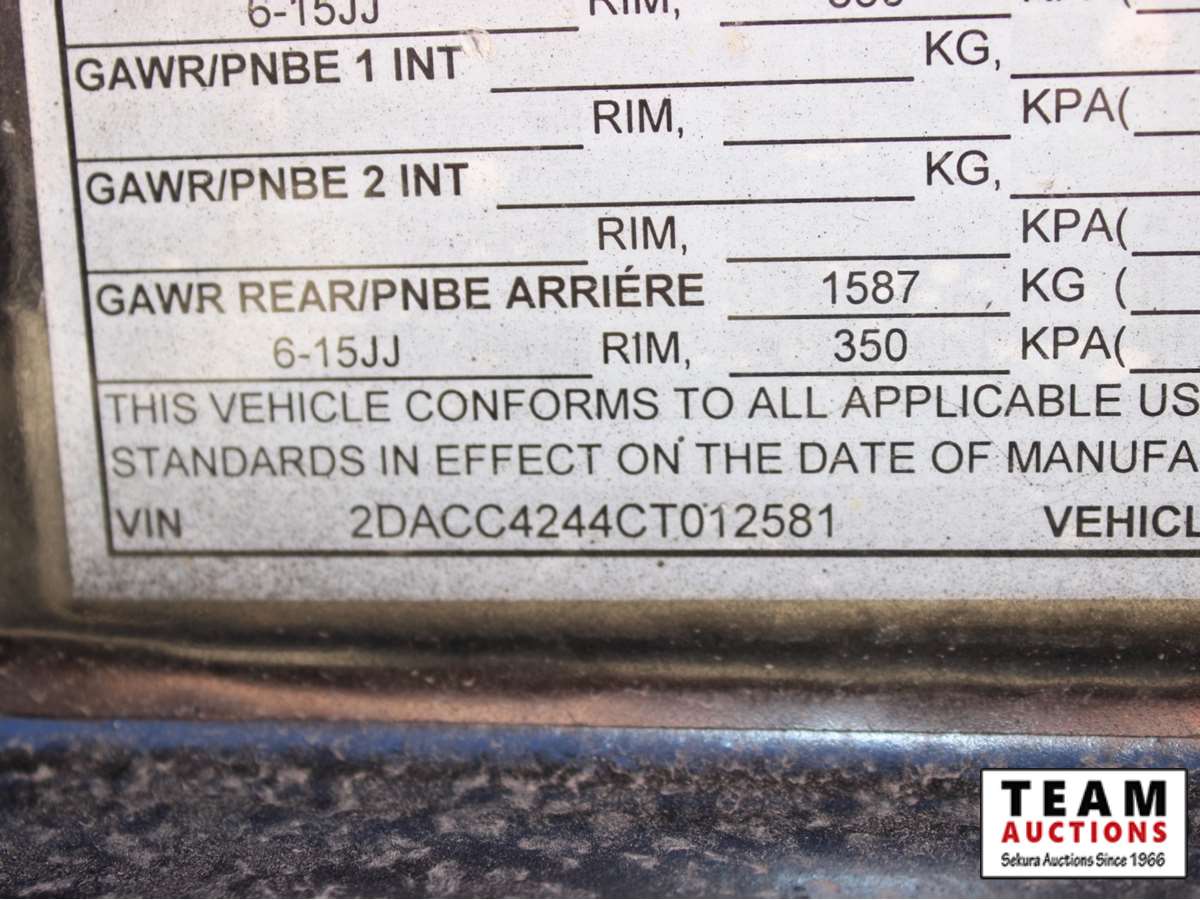 6-15JJ RIM, 350 KPA(
GAWR/PNBE 1 INT KG,
RIM, KPA(
GAWR/PNBE 2 INT KG,
RIM, KPA(
GAWR REAR/PNBE ARRIÉRE 1587 KG (
6-15JJ RIM, 350 KPA(
THIS VEHICLE CONFORMS TO ALL APPLICABLE US
STANDARDS IN EFFECT ON THE DATE OF MANUFA
VIN 2DACC4244CT012581 VEHICL
TEAM
AUCTIONS
Sekura Auctions Since 1966